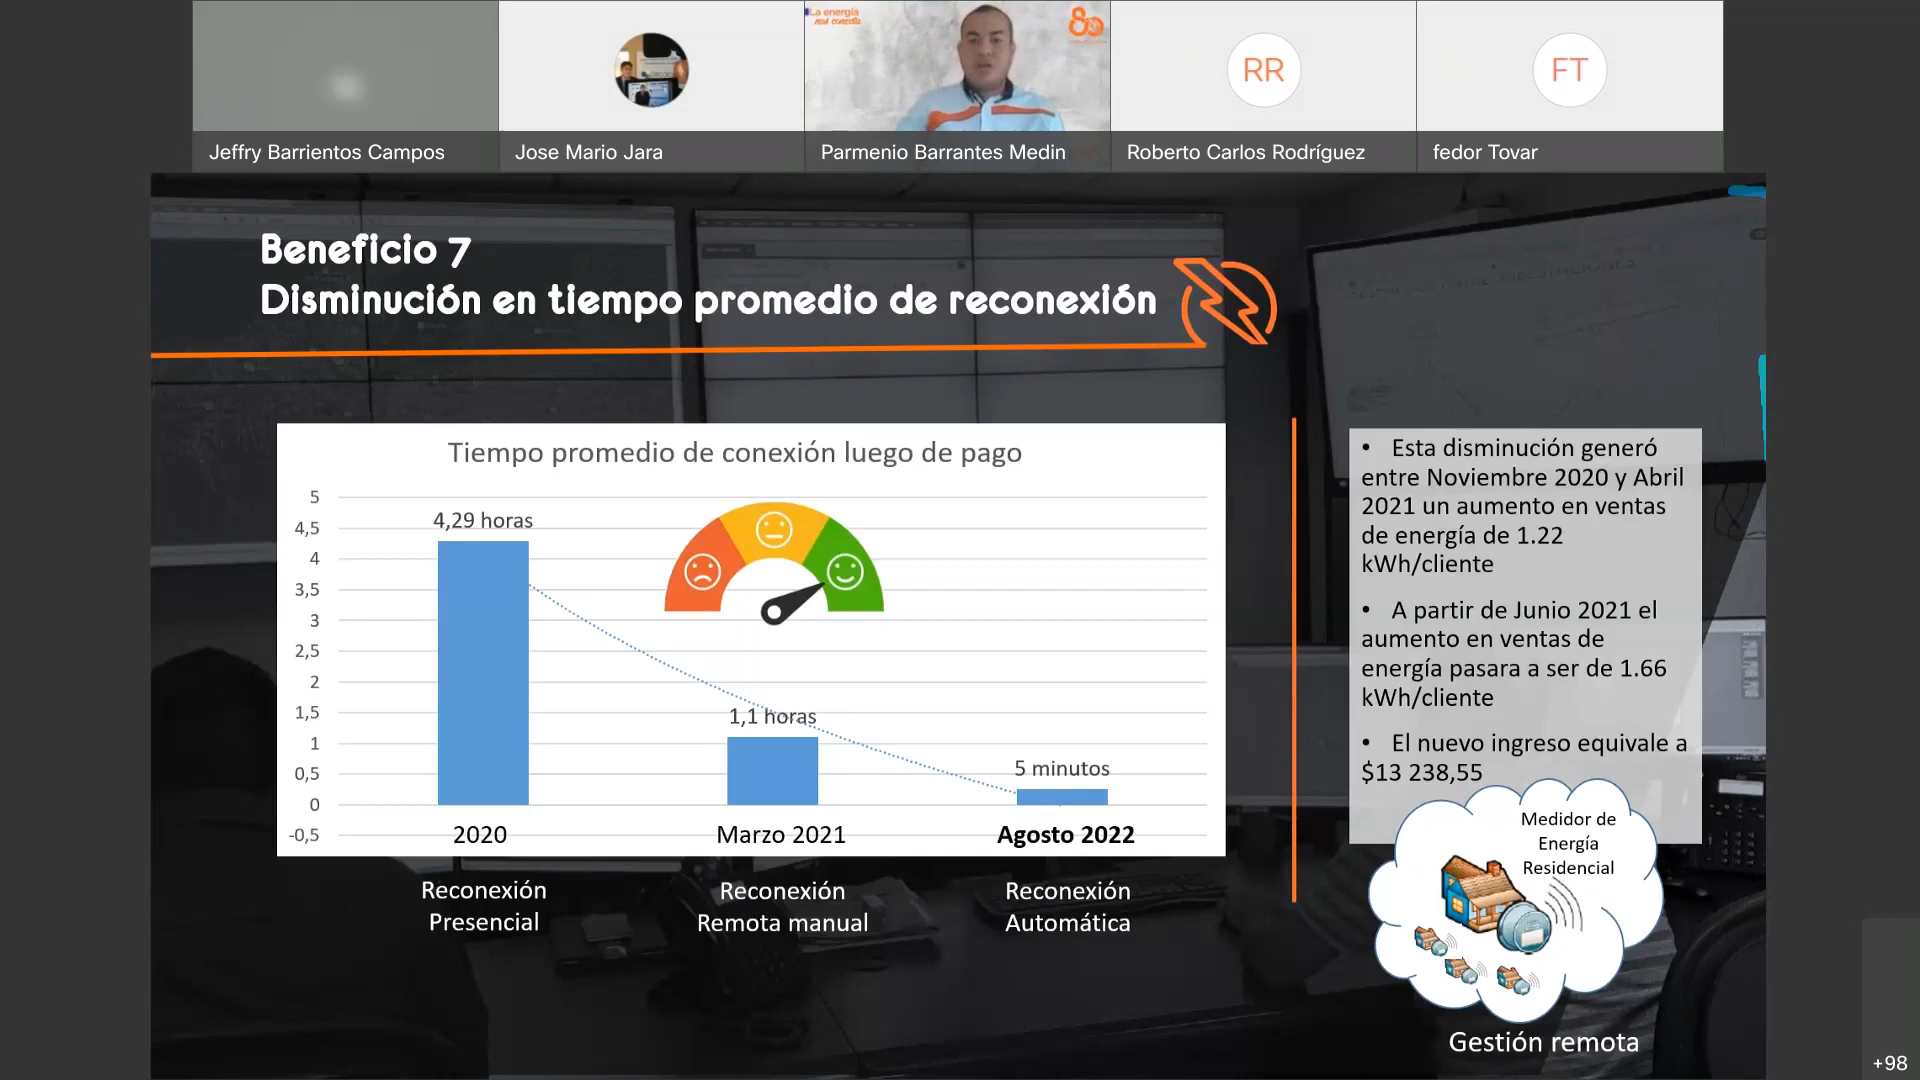 La energía
nos conecta
80
RR
FT
Jeffry Barrientos Campos
Jose Mario Jara
Parmenio Barrantes Medin
Roberto Carlos Rodríguez
fedor Tovar
Beneficio 7
Disminución en tiempo promedio de reconexión
Tiempo promedio de conexión luego de pago
5
4,5
4
3,5
3
2,5
2
1,5
1
0,5
0
-0,5
4,29 horas
1,1 horas
5 minutos
2020
Marzo 2021
Agosto 2022
Reconexión
Presencial
Reconexión
Remota manual
Reconexión
Automática
• Esta disminución generó
entre Noviembre 2020 y Abril
2021 un aumento en ventas
de energía de 1.22
kWh/cliente
• A partir de Junio 2021 el
aumento en ventas de
energía pasara a ser de 1.66
kWh/cliente
• El nuevo ingreso equivale a
$13 238,55
Medidor de
Energía
Residencial
Gestión remota
+98